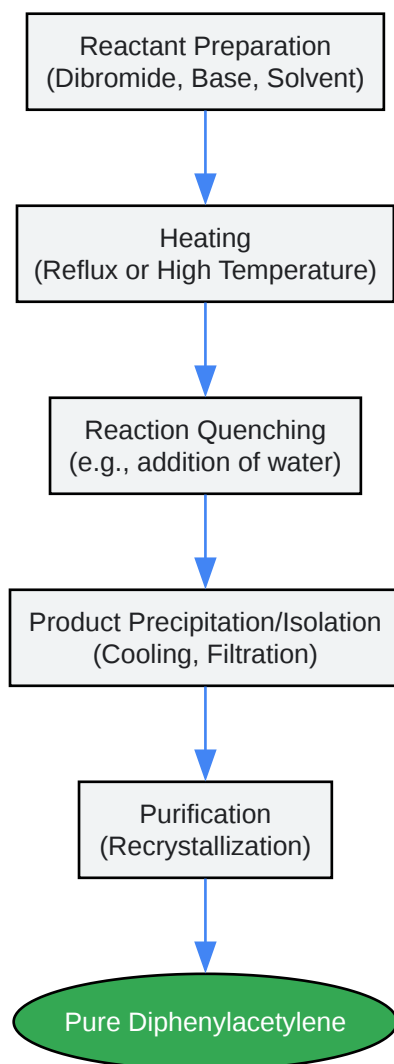 Reactant Preparation
(Dibromide, Base, Solvent)
Heating
(Reflux or High Temperature)
Reaction Quenching
(e.g., addition of water)
Product Precipitation/Isolation
(Cooling, Filtration)
Purification
(Recrystallization)
Pure Diphenylacetylene